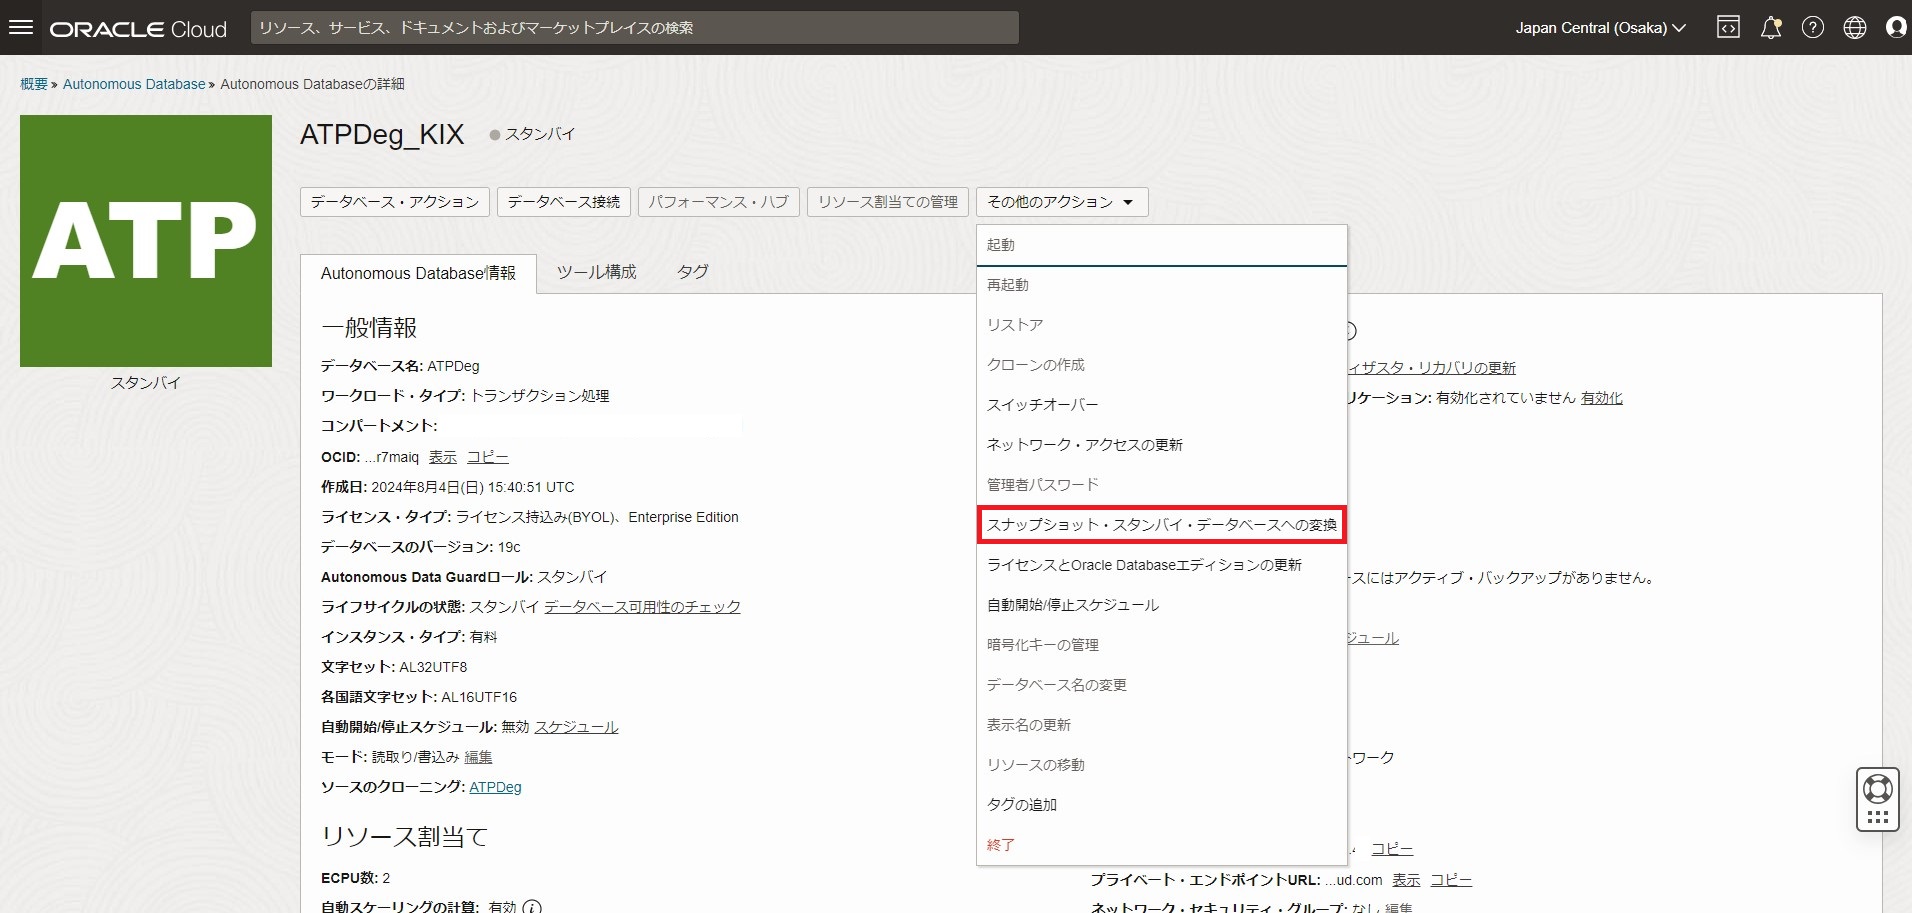 ORACLE Cloud
リソース、サービス、ドキュメントおよびマーケットプレイスの検索
Japan Central (Osaka)
概要 » Autonomous Database » Autonomous Databaseの詳細
ATP
スタンバイ
ATPDeg_KIX
スタンバイ
データベース・アクション
データベース接続
パフォーマンス・ハブ
リソース割当ての管理
その他のアクション
起動
再起動
リストア
クローンの作成
スイッチオーバー
ネットワーク・アクセスの更新
管理者パスワード
スナップショット・スタンバイ・データベースへの変換
ライセンスとOracle Databaseエディションの更新
自動開始/停止スケジュール
暗号化キーの管理
データベース名の変更
表示名の更新
リソースの移動
タグの追加
終了
Autonomous Database情報
ツール構成
タグ
一般情報
データベース名: ATPDeg
ワークロード・タイプ: トランザクション処理
コンパートメント:
OCID: ...r7maiq 表示 コピー
作成日: 2024年8月4日(日) 15:40:51 UTC
ライセンス・タイプ: ライセンス持込み(BYOL)、Enterprise Edition
データベースのバージョン: 19c
Autonomous Data Guardロール: スタンバイ
ライフサイクルの状態: スタンバイ データベース可用性のチェック
インスタンス・タイプ: 有料
文字セット: AL32UTF8
各国語文字セット: AL16UTF16
自動開始/停止スケジュール: 無効 スケジュール
モード: 読取り/書込み 編集
ソースのクローニング: ATPDeg
リソース割当て
ECPU数: 2
自動スケーリングの計算: 有効
ィザスタ・リカバリの更新
リケーション: 有効化されていません 有効化
スにはアクティブ・バックアップがありません。
ジュール
トワーク
コピー
プライベート・エンドポイントURL: ...ud.com 表示 コピー
ネットワーク・セキュリティ・グループ: なし 編集